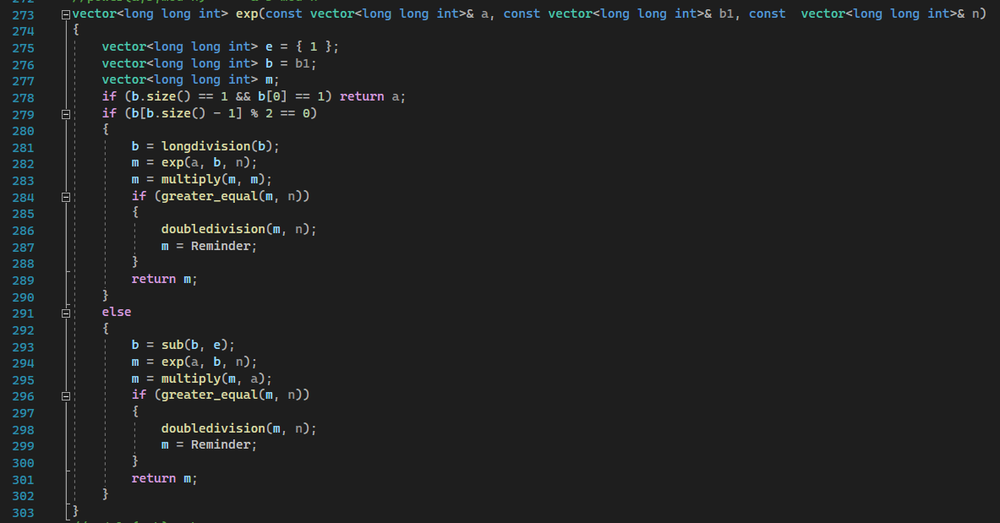 273 vector<long long int> exp(const vector<long long int>& a, const vector<long long int>& b1, const  vector<long long int>& n)
274 {
275     vector<long long int> e = { 1 };
276     vector<long long int> b = b1;
277     vector<long long int> m;
278     if (b.size() == 1 && b[0] == 1) return a;
279     if (b[b.size() - 1] % 2 == 0)
280     {
281         b = longdivision(b);
282         m = exp(a, b, n);
283         m = multiply(m, m);
284         if (greater_equal(m, n))
285         {
286             doubledivision(m, n);
287             m = Reminder;
288         }
289         return m;
290     }
291     else
292     {
293         b = sub(b, e);
294         m = exp(a, b, n);
295         m = multiply(m, a);
296         if (greater_equal(m, n))
297         {
298             doubledivision(m, n);
299             m = Reminder;
300         }
301         return m;
302     }
303 }